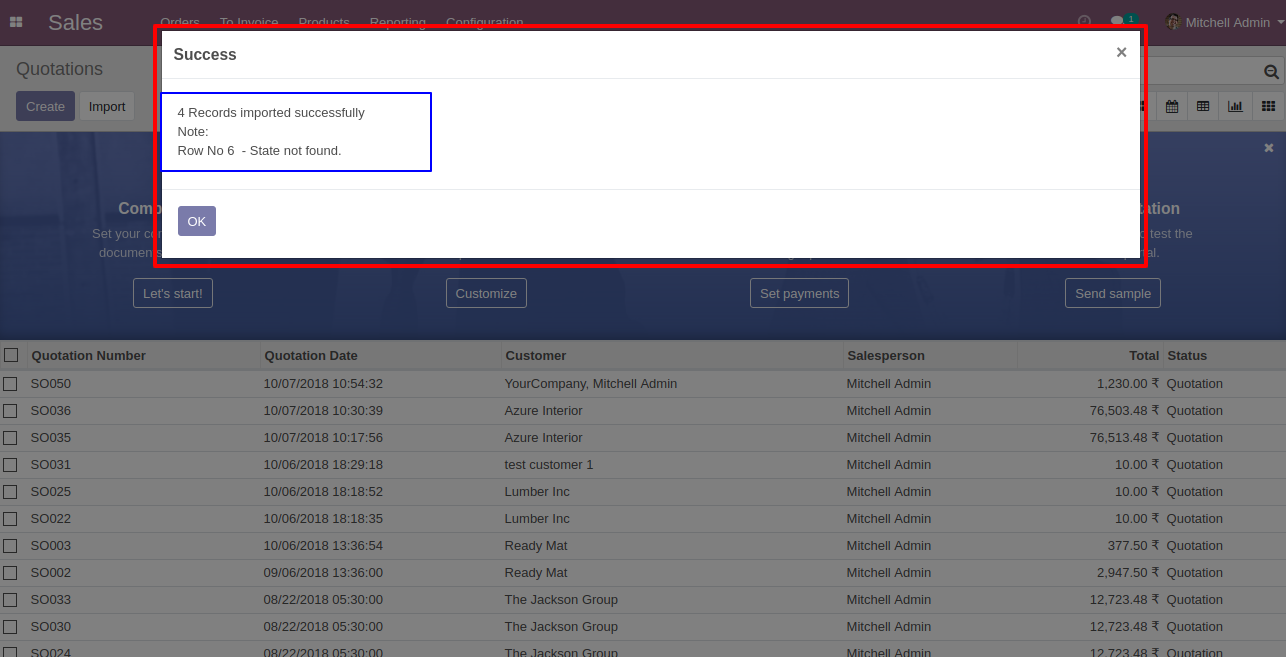 Sales Orders To Invoice Products Reporting Configuration 1 Mitchell Admin
Success ×
Quotations
Create Import
4 Records imported successfully
Note:
Row No 6 - State not found.
OK
Set your
test the
Let's start! Customize Set payments Send sample
Quotation Number Quotation Date Customer Salesperson Total Status
SO050 10/07/2018 10:54:32 YourCompany, Mitchell Admin Mitchell Admin 1,230.00 ₹ Quotation
SO036 10/07/2018 10:30:39 Azure Interior Mitchell Admin 76,503.48 ₹ Quotation
SO035 10/07/2018 10:17:56 Azure Interior Mitchell Admin 76,513.48 ₹ Quotation
SO031 10/06/2018 18:29:18 test customer 1 Mitchell Admin 10.00 ₹ Quotation
SO025 10/06/2018 18:18:52 Lumber Inc Mitchell Admin 10.00 ₹ Quotation
SO022 10/06/2018 18:18:35 Lumber Inc Mitchell Admin 10.00 ₹ Quotation
SO003 10/06/2018 13:36:54 Ready Mat Mitchell Admin 377.50 ₹ Quotation
SO002 09/06/2018 13:36:00 Ready Mat Mitchell Admin 2,947.50 ₹ Quotation
SO033 08/22/2018 05:30:00 The Jackson Group Mitchell Admin 12,723.48 ₹ Quotation
SO030 08/22/2018 05:30:00 The Jackson Group Mitchell Admin 12,723.48 ₹ Quotation
SO024 08/22/2018 05:30:00 The Jackson Group Mitchell Admin 12,723.48 ₹ Quotation